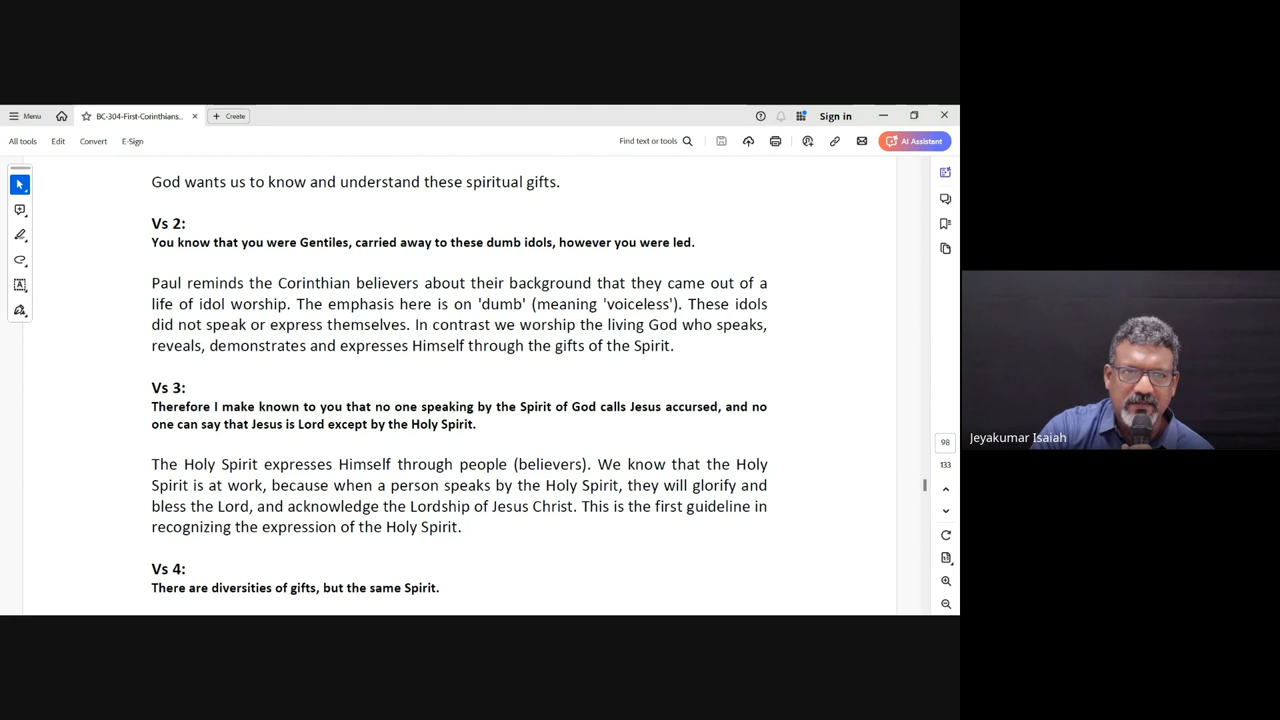 Menu
BC-304-First-Corinthians...
Create
Sign in
All tools
Edit
Convert
E-Sign
Find text or tools
AI Assistant
God wants us to know and understand these spiritual gifts.
Vs 2:
You know that you were Gentiles, carried away to these dumb idols, however you were led.
Paul reminds the Corinthian believers about their background that they came out of a
life of idol worship. The emphasis here is on 'dumb' (meaning 'voiceless'). These idols
did not speak or express themselves. In contrast we worship the living God who speaks,
reveals, demonstrates and expresses Himself through the gifts of the Spirit.
Vs 3:
Therefore I make known to you that no one speaking by the Spirit of God calls Jesus accursed, and no
one can say that Jesus is Lord except by the Holy Spirit.
The Holy Spirit expresses Himself through people (believers). We know that the Holy
Spirit is at work, because when a person speaks by the Holy Spirit, they will glorify and
bless the Lord, and acknowledge the Lordship of Jesus Christ. This is the first guideline in
recognizing the expression of the Holy Spirit.
Vs 4:
There are diversities of gifts, but the same Spirit.
98
133
Jeyakumar Isaiah